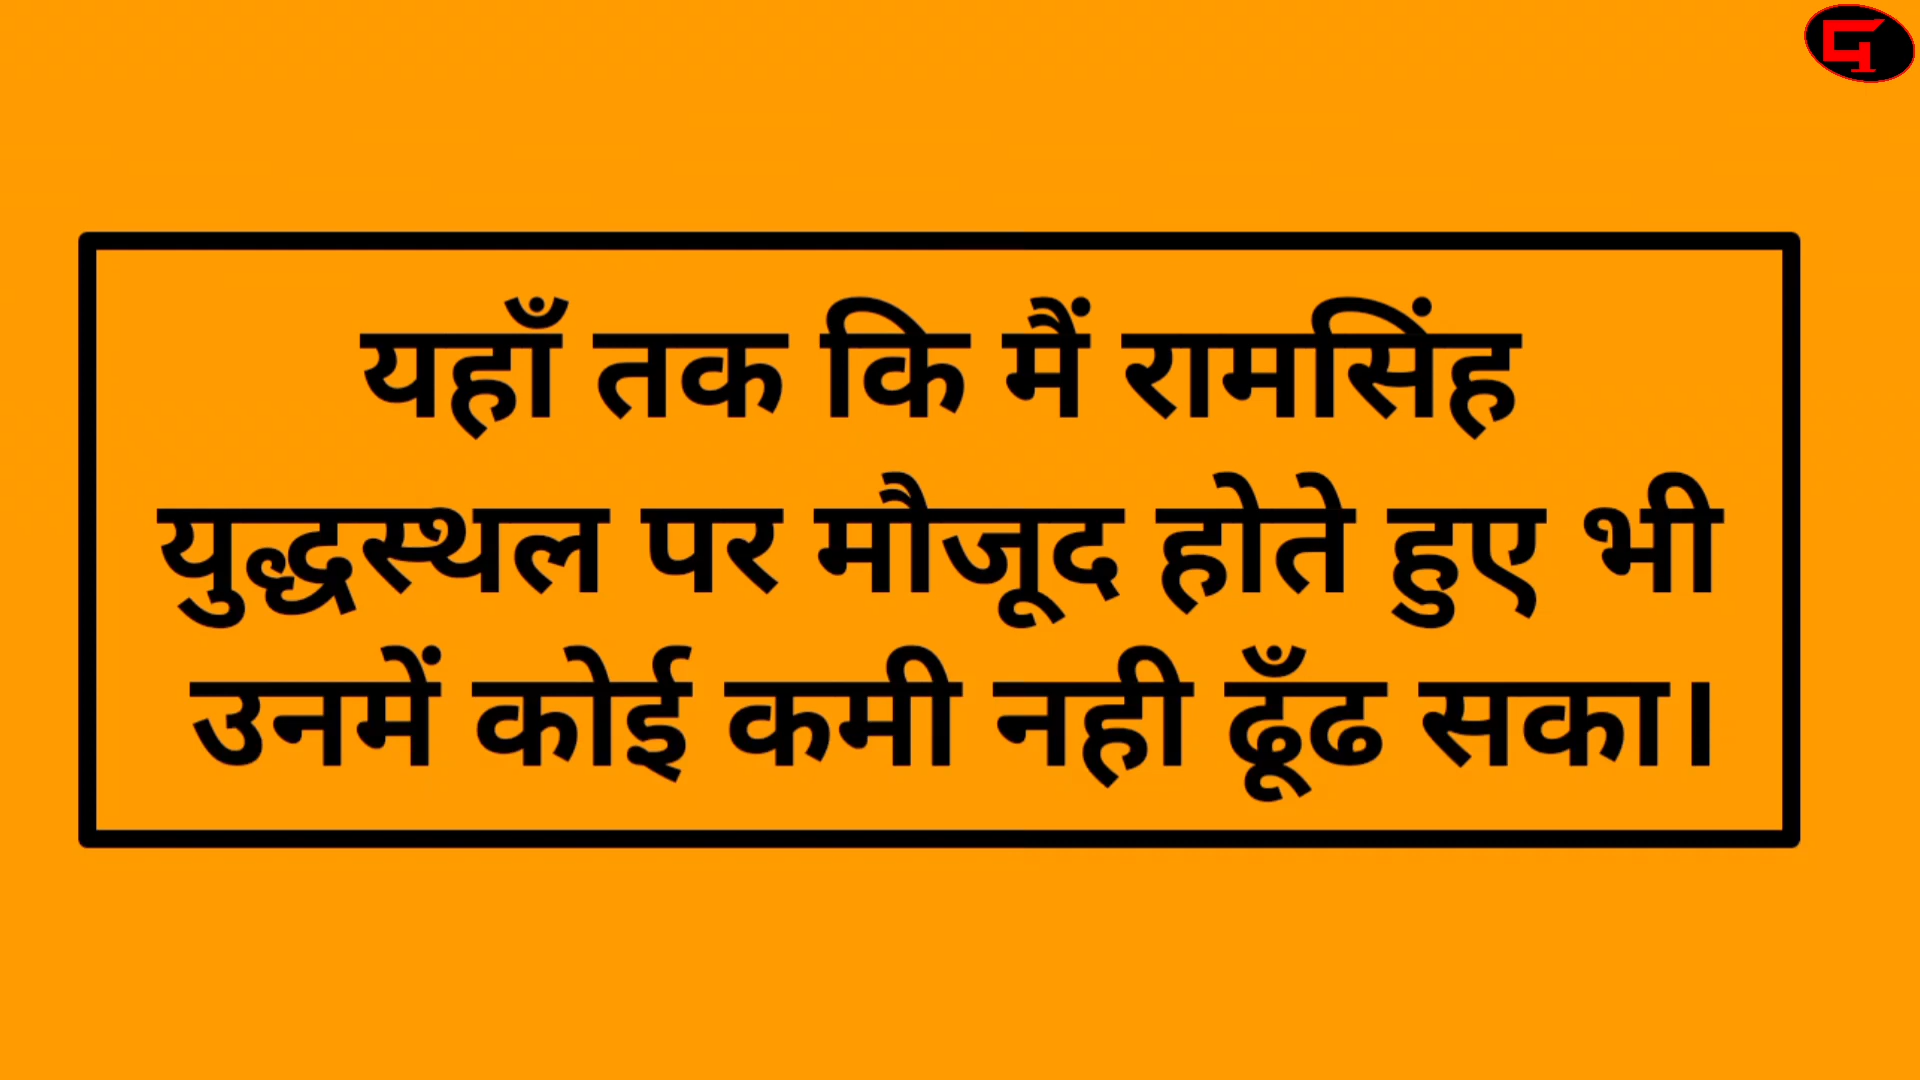 यहाँ तक कि मैं रामसिंह
युद्धस्थल पर मौजूद होते हुए भी
उनमें कोई कमी नही ढूँढ सका।